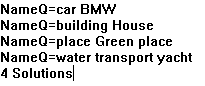 NameQ=car BMW
NameQ=building House
NameQ=place Green place
NameQ=water transport yacht
4 Solutions